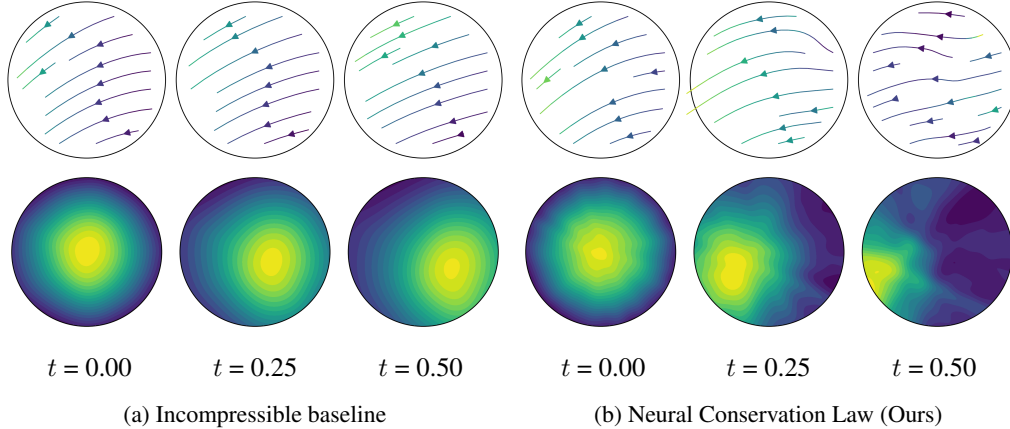 t = 0.00
t = 0.25
t = 0.50
t = 0.00
t = 0.25
t = 0.50
(a) Incompressible baseline
(b) Neural Conservation Law (Ours)